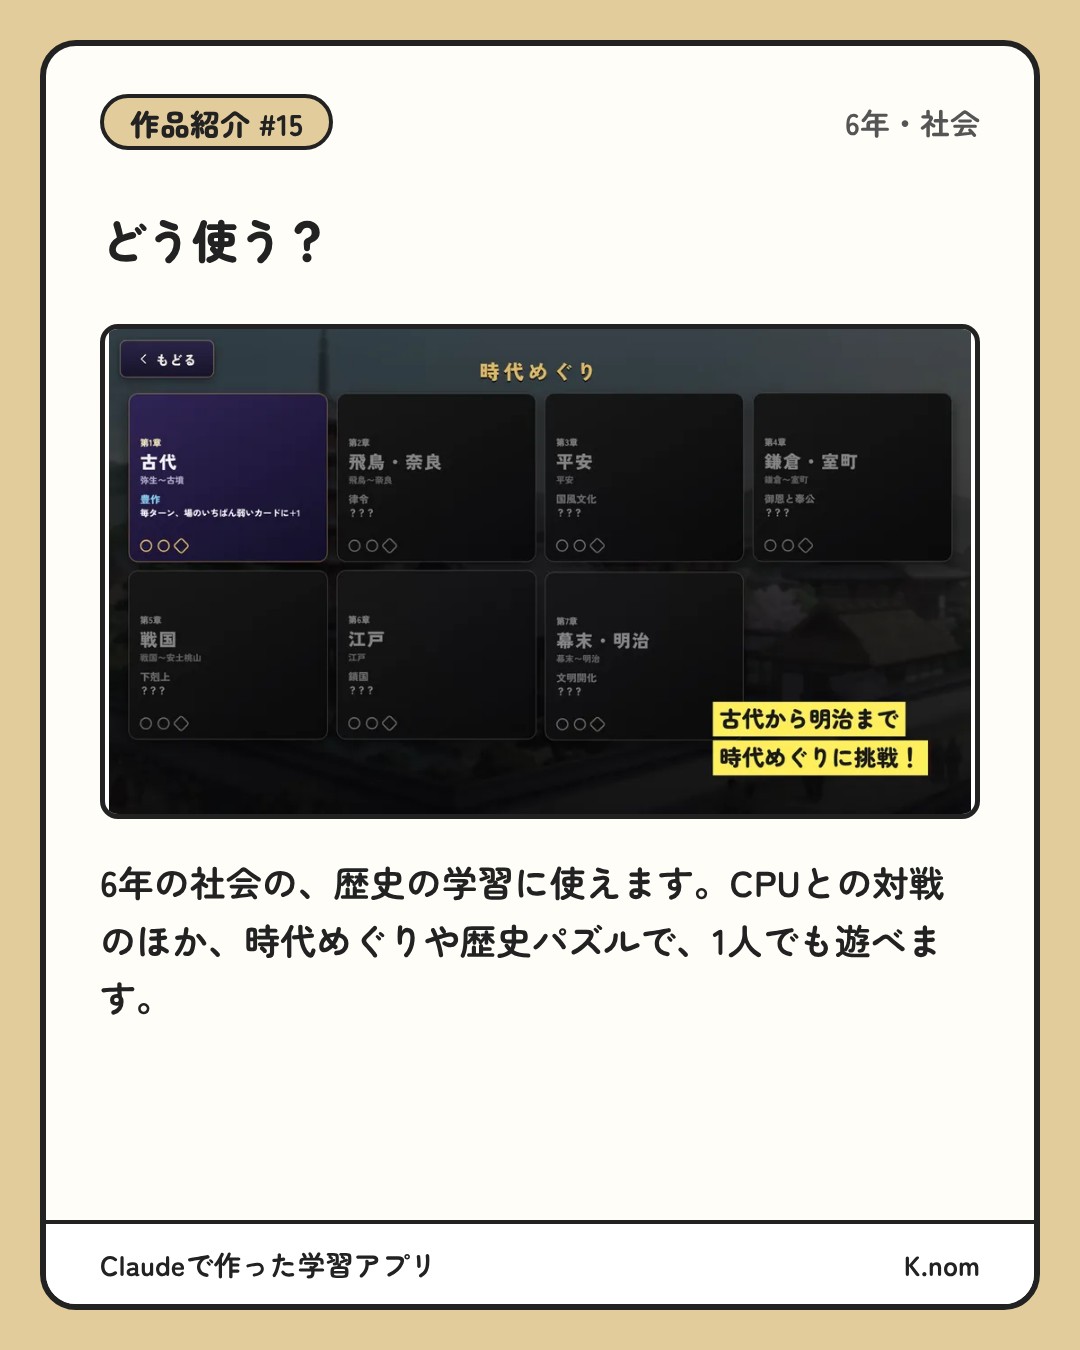 作品紹介 #15
6年・社会
どう使う？
もどる
時代めぐり
第1章
古代
弥生〜古墳
豊作
毎ターン、場のいちばん弱いカードに+1
第2章
飛鳥・奈良
飛鳥〜奈良
律令
？？？
第3章
平安
平安
国風文化
？？？
第4章
鎌倉・室町
鎌倉〜室町
御恩と奉公
？？？
第5章
戦国
戦国〜安土桃山
下剋上
？？？
第6章
江戸
江戸
鎖国
？？？
第7章
幕末・明治
幕末〜明治
文明開化
？？？
古代から明治まで
時代めぐりに挑戦！
6年の社会の、歴史の学習に使えます。CPUとの対戦
のほか、時代めぐりや歴史パズルで、1人でも遊べま
す。
Claudeで作った学習アプリ
K.nom